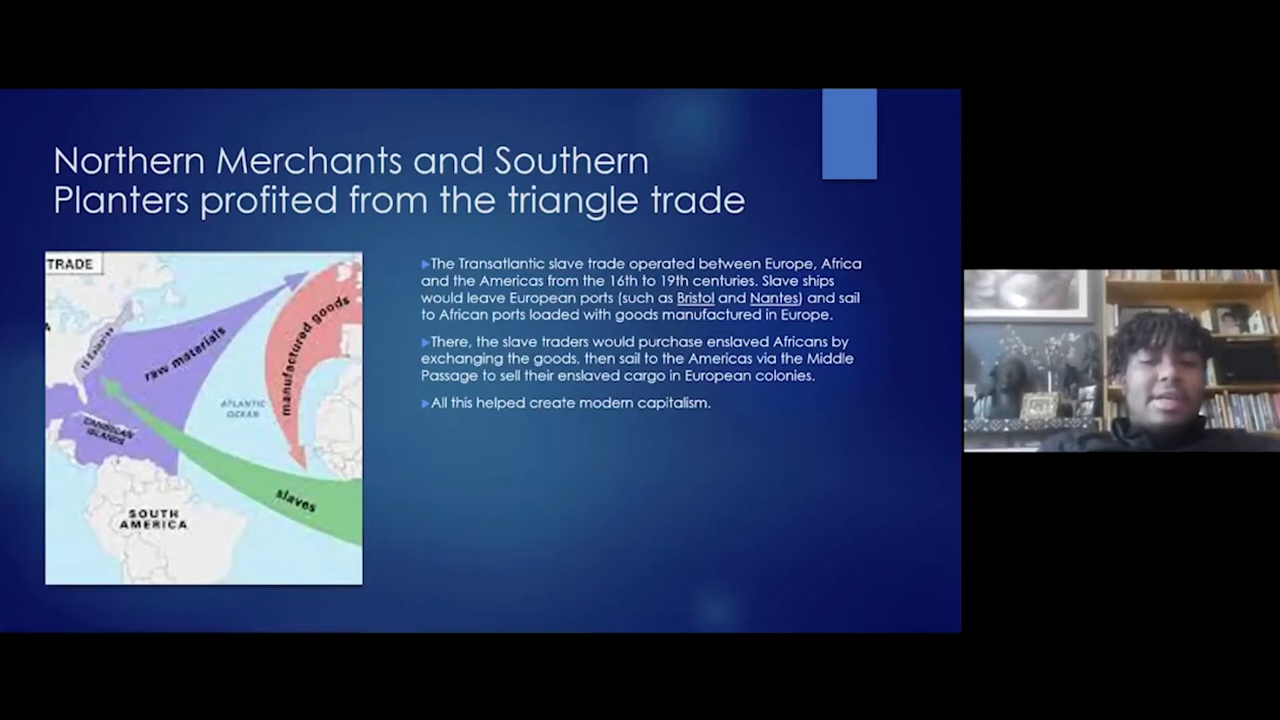 Northern Merchants and Southern
Planters profited from the triangle trade
TRADE
A
13 Colonies
raw materials
manufactured goods
ATLANTIC
OCEAN
CARIBBEAN
ISLANDS
slaves
SOUTH
AMERICA
The Transatlantic slave trade operated between Europe, Africa
and the Americas from the 16th to 19th centuries. Slave ships
would leave European ports (such as Bristol and Nantes) and sail
to African ports loaded with goods manufactured in Europe.
There, the slave traders would purchase enslaved Africans by
exchanging the goods, then sail to the Americas via the Middle
Passage to sell their enslaved cargo in European colonies.
All this helped create modern capitalism.